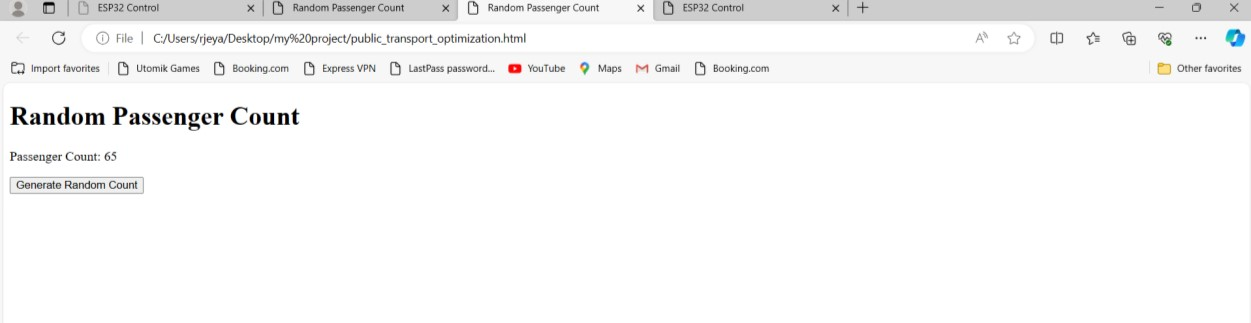 ESP32 Control Random Passenger Count Random Passenger Count ESP32 Control
File C:/Users/rjeya/Desktop/my%20project/public_transport_optimization.html
Import favorites Utomik Games Booking.com Express VPN LastPass password... YouTube Maps Gmail Booking.com Other favorites
Random Passenger Count
Passenger Count: 65
Generate Random Count